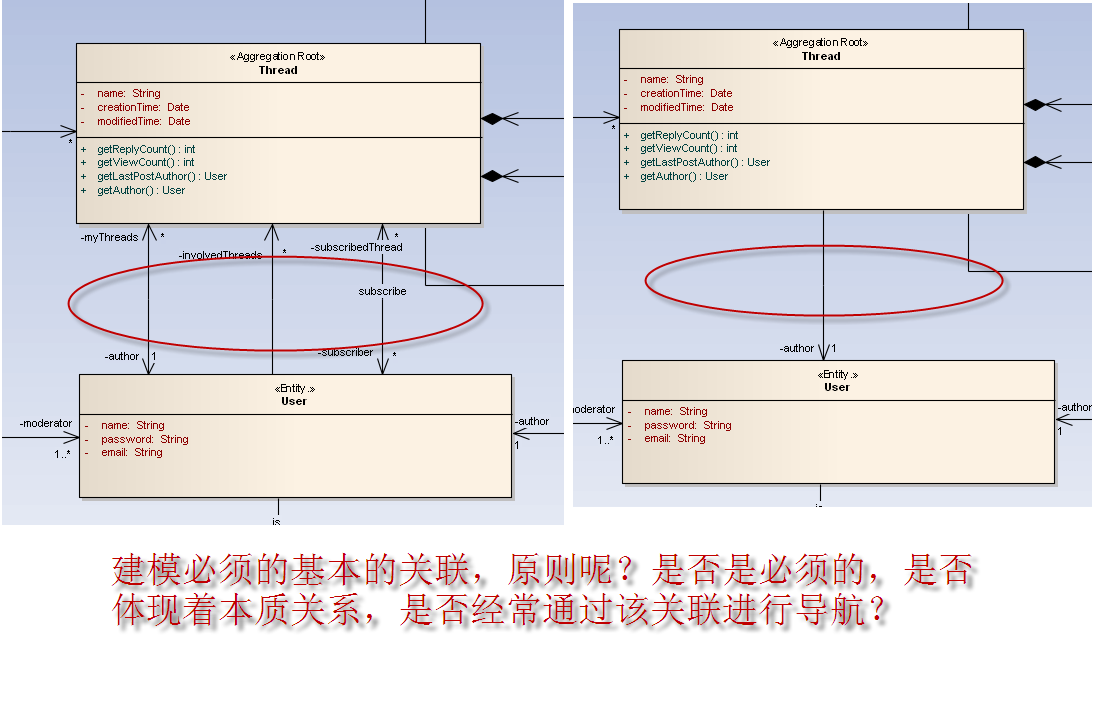 «Aggregation Root»
Thread
- name: String
- creationTime: Date
- modifiedTime: Date
*
+ getReplyCount() : int
+ getViewCount() : int
+ getLastPostAuthor() : User
+ getAuthor() : User
-myThreads
*
-involvedThreads
*
-subscribedThread
*
subscribe
-author
1
-subscriber
*
«Entity.»
User
-moderator
1..*
- name: String
- password: String
- email: String
-author
1
is
«Aggregation Root»
Thread
- name: String
- creationTime: Date
- modifiedTime: Date
*
+ getReplyCount() : int
+ getViewCount() : int
+ getLastPostAuthor() : User
+ getAuthor() : User
-author
1
«Entity.»
User
noderator
1..*
- name: String
- password: String
- email: String
-author
1
建模必须的基本的关联，原则呢？是否是必须的，是否
体现着本质关系，是否经常通过该关联进行导航？